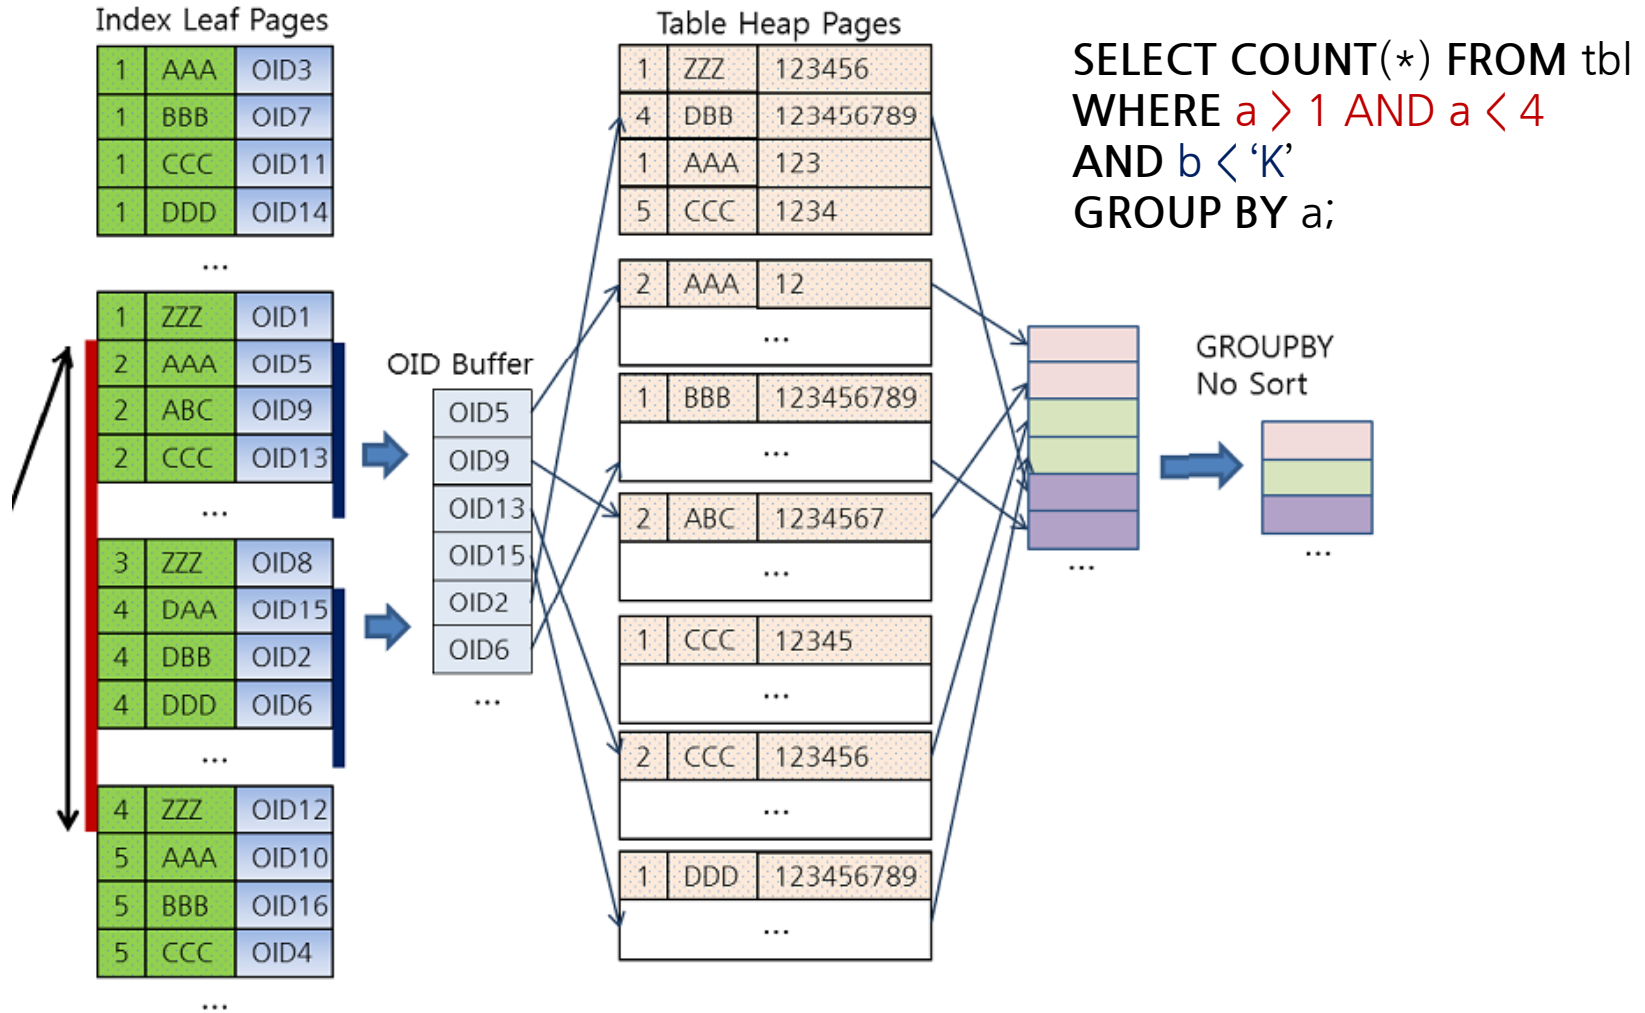 Index Leaf Pages
1 AAA OID3
1 BBB OID7
1 CCC OID11
1 DDD OID14
...
1 ZZZ OID1
2 AAA OID5
2 ABC OID9
2 CCC OID13
...
3 ZZZ OID8
4 DAA OID15
4 DBB OID2
4 DDD OID6
...
4 ZZZ OID12
5 AAA OID10
5 BBB OID16
5 CCC OID4
...
OID Buffer
OID5
OID9
OID13
OID15
OID2
OID6
...
Table Heap Pages
1 ZZZ 123456
4 DBB 123456789
1 AAA 123
5 CCC 1234
2 AAA 12
...
1 BBB 123456789
...
2 ABC 1234567
...
1 CCC 12345
...
2 CCC 123456
...
1 DDD 123456789
...
SELECT COUNT(*) FROM tbl
WHERE a > 1 AND a < 4
AND b < ‘K’
GROUP BY a;
...
GROUPBY
No Sort
...